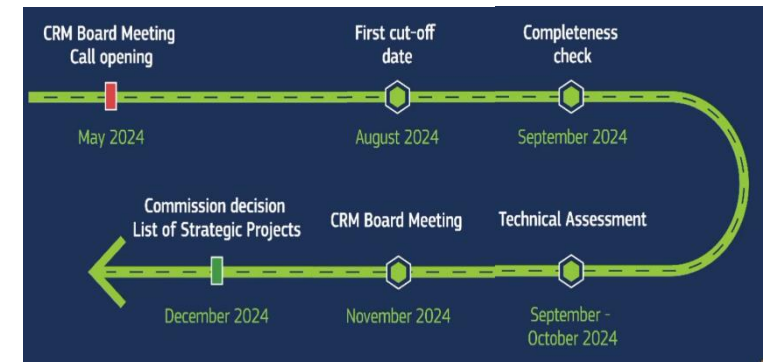 CRM Board Meeting
Call opening
May 2024
First cut-off
date
August 2024
Completeness
check
September 2024
Technical Assessment
September -
October 2024
CRM Board Meeting
November 2024
Commission decision
List of Strategic Projects
December 2024